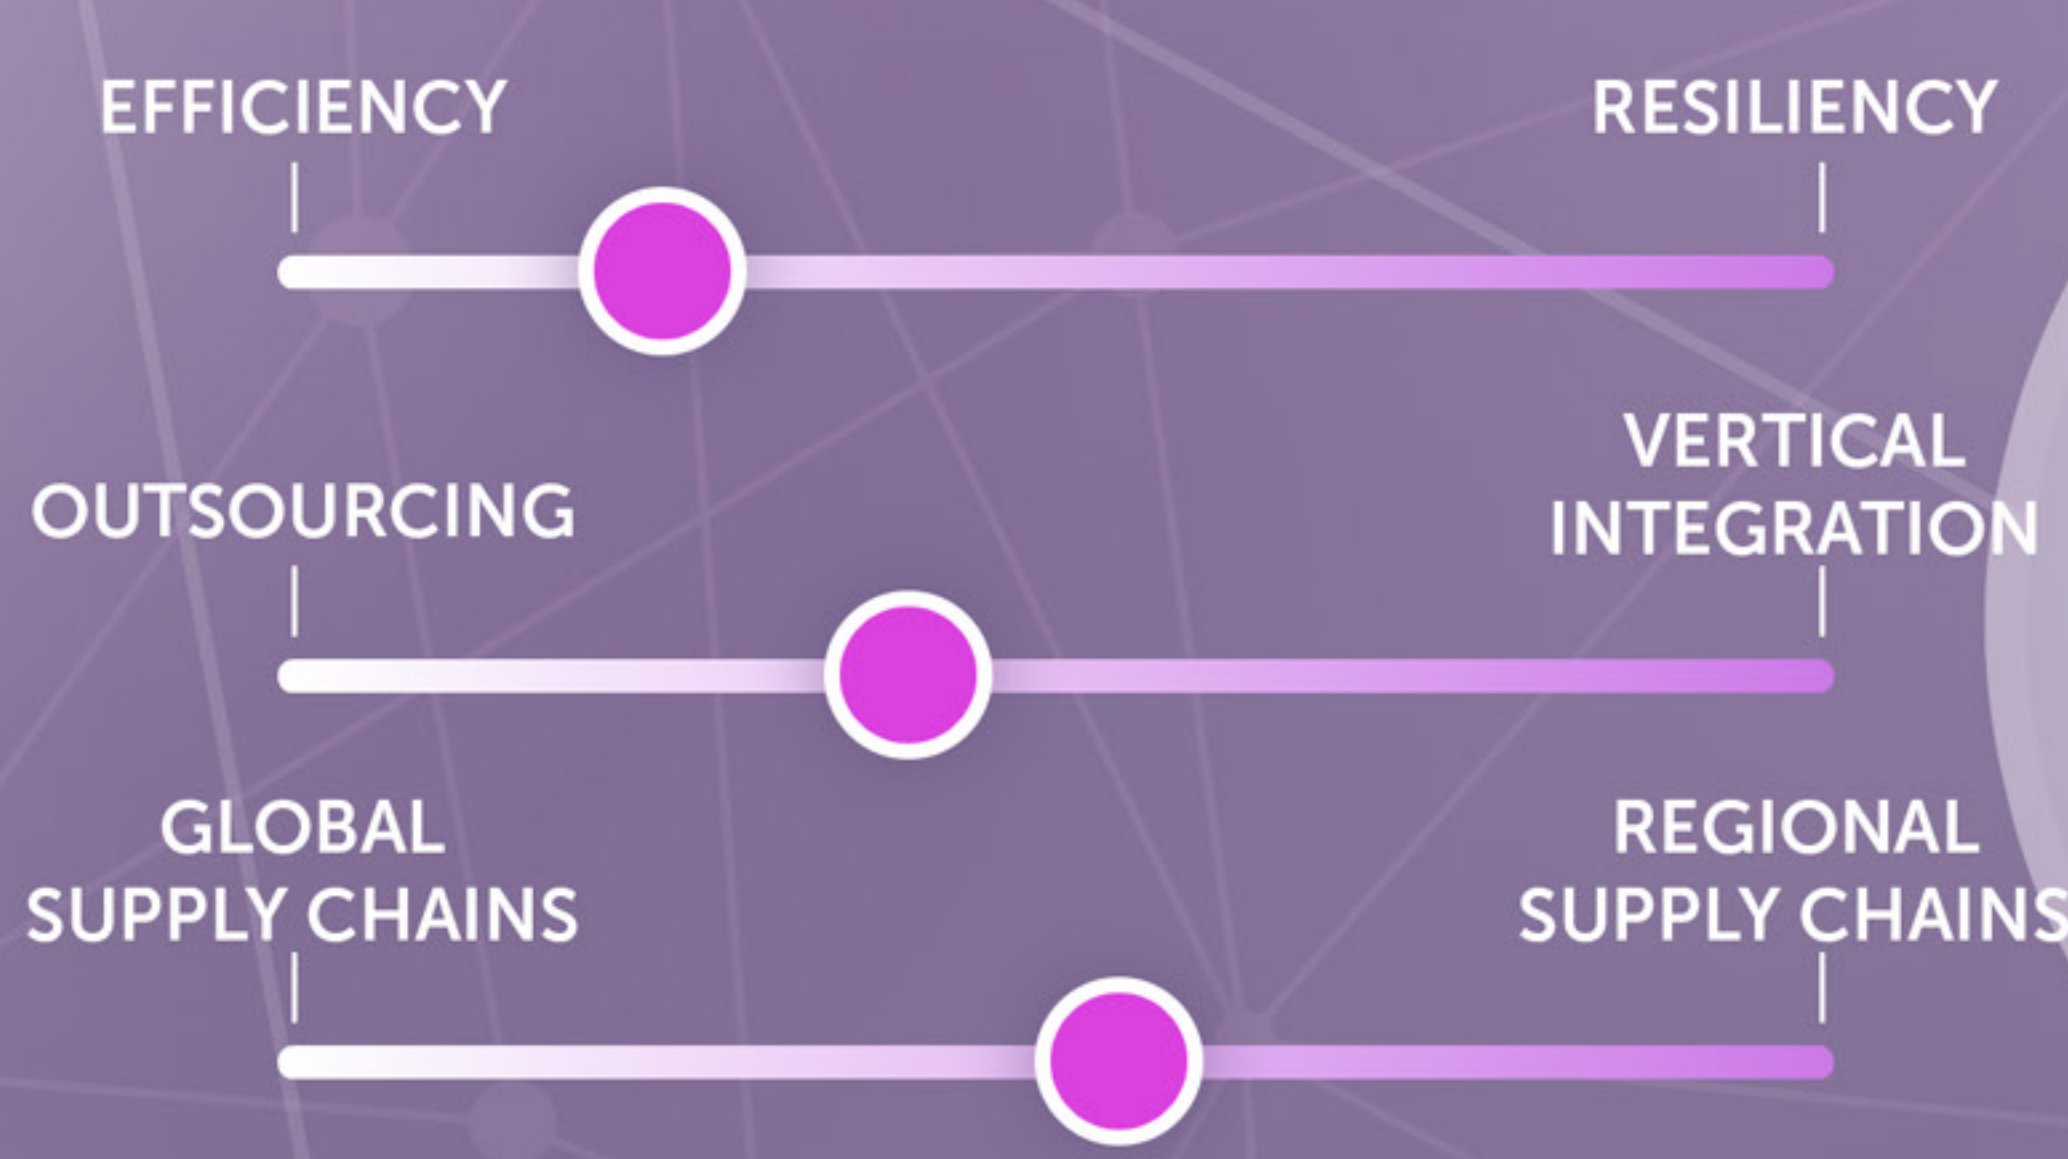 EFFICIENCY
RESILIENCY
OUTSOURCING
VERTICAL
INTEGRATION
GLOBAL
SUPPLY CHAINS
REGIONAL
SUPPLY CHAINS